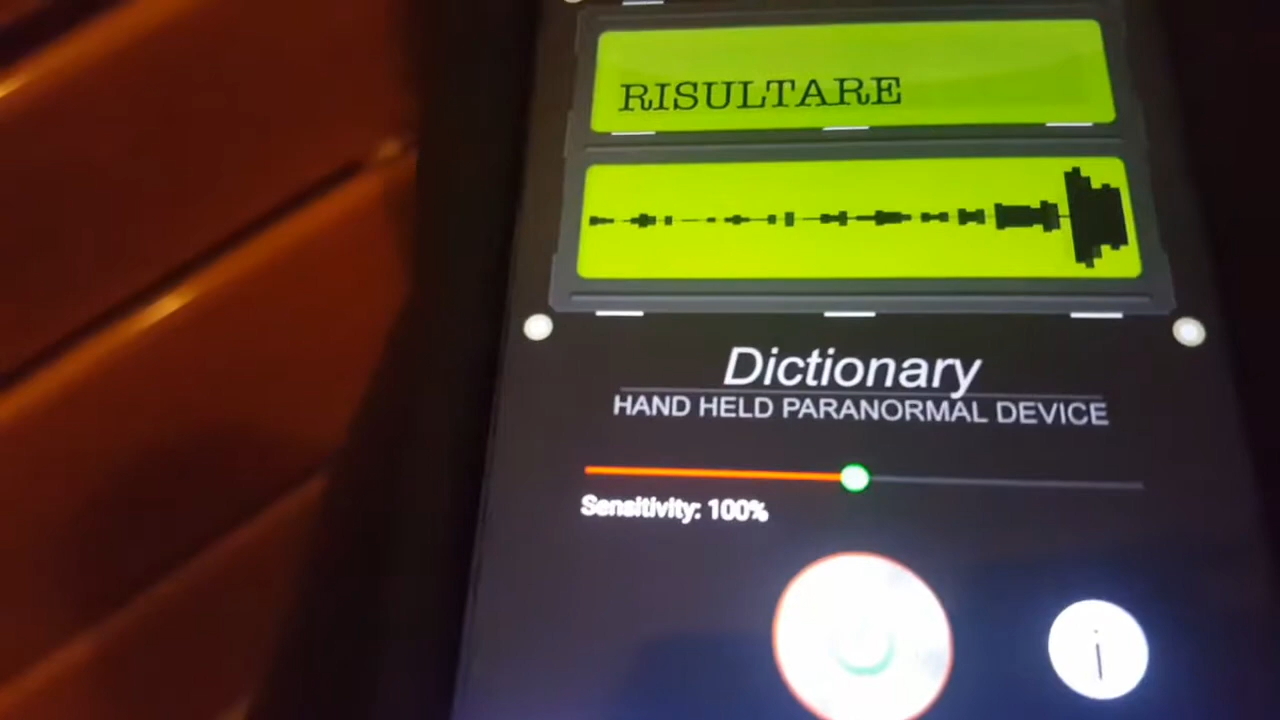 RISULTARE
Dictionary
HAND HELD PARANORMAL DEVICE
Sensitivity: 100%
i